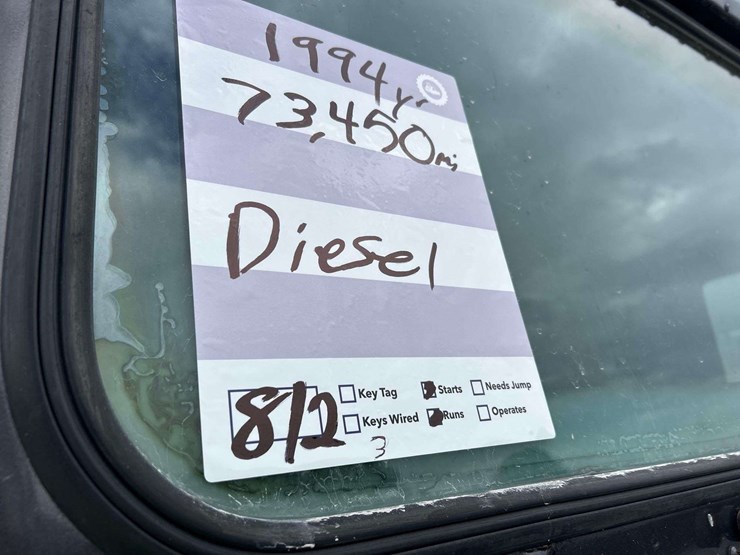 1994yr
73,450mi
Diesel
8/2
Key Tag Starts Needs Jump
Keys Wired Runs Operates
3